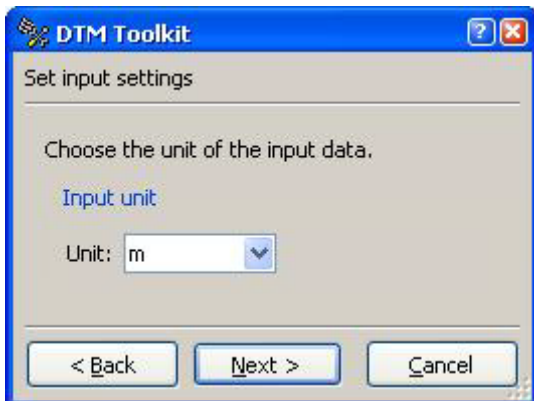 DTM Toolkit
Set input settings
Choose the unit of the input data.
Input unit
Unit: m
< Back Next > Cancel